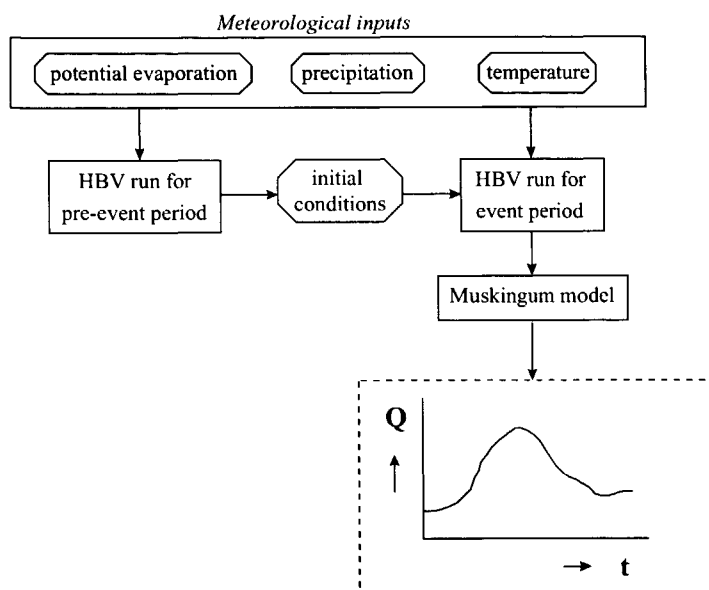 Meteorological inputs
potential evaporation
precipitation
temperature
HBV run for
pre-event period
initial
conditions
HBV run for
event period
Muskingum model
Q
t